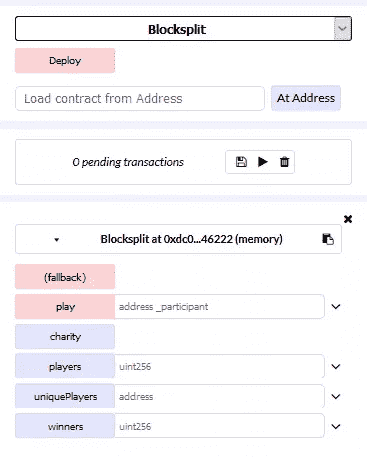 Blocksplit
Deploy
Load contract from Address At Address
0 pending transactions
Blocksplit at 0xdc0...46222 (memory)
(fallback)
play address _participant
charity
players uint256
uniquePlayers address
winners uint256